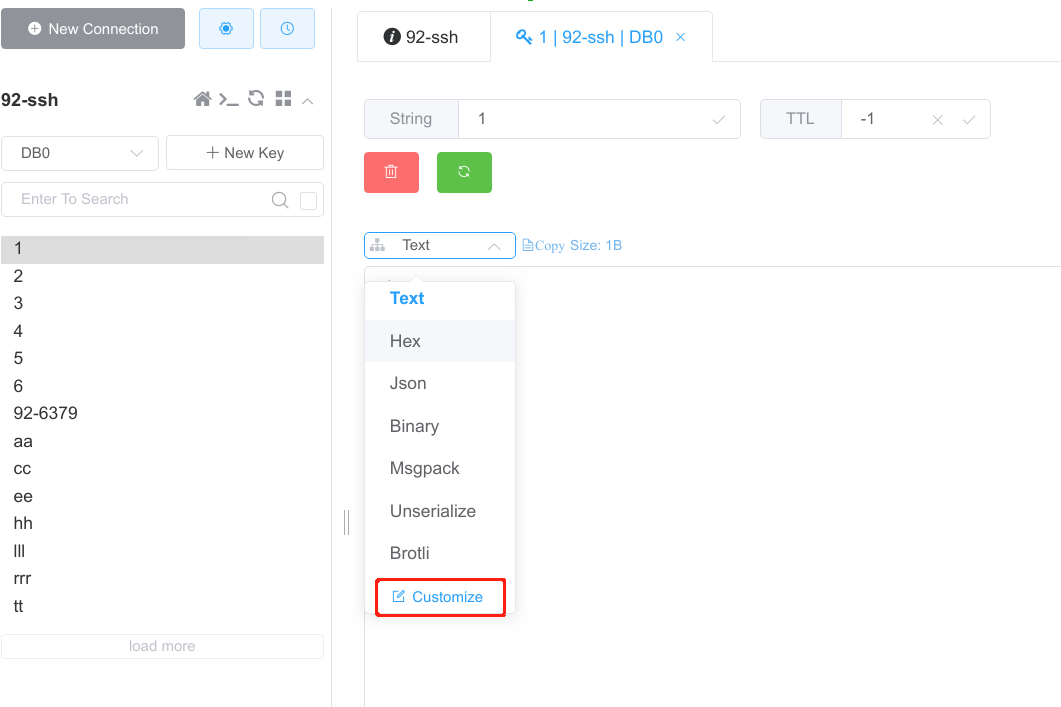 New Connection
92-ssh
DB0
New Key
Enter To Search
1
2
3
4
5
6
92-6379
aa
cc
ee
hh
lll
rrr
tt
load more
92-ssh
1 | 92-ssh | DB0
String 1
TTL -1
Text
Copy Size: 1B
Text
Hex
Json
Binary
Msgpack
Unserialize
Brotli
Customize